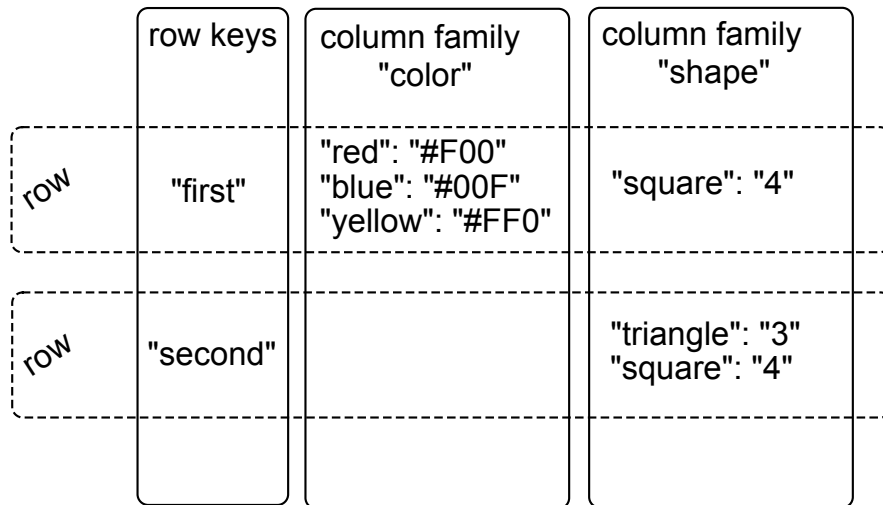 row keys
column family
"color"
column family
"shape"
row
"first"
"red": "#F00"
"blue": "#00F"
"yellow": "#FF0"
"square": "4"
row
"second"
"triangle": "3"
"square": "4"